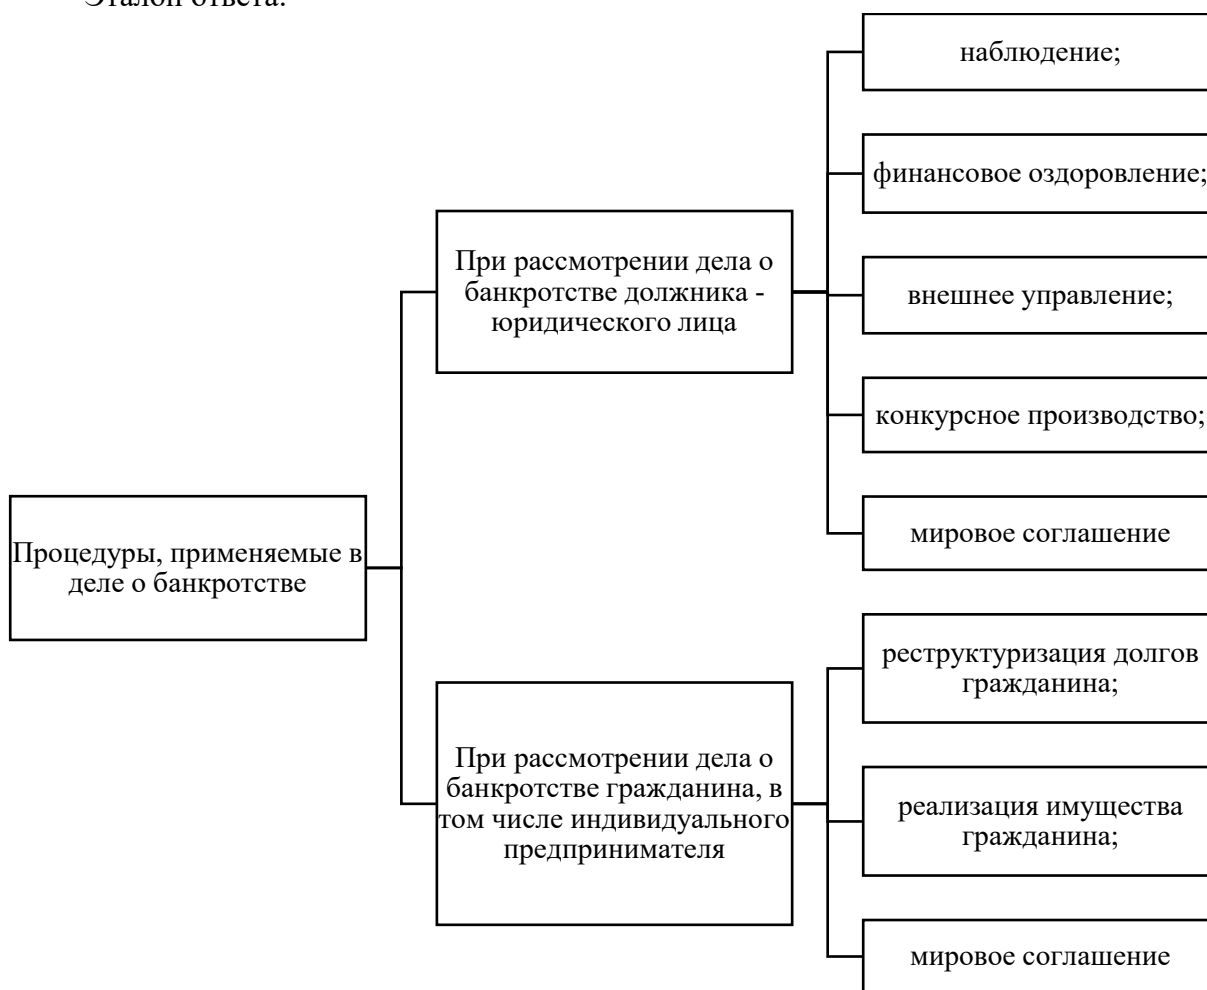 Эталон ответа:
наблюдение;
финансовое оздоровление;
При рассмотрении дела о
банкротстве должника -
юридического лица
внешнее управление;
конкурсное производство;
мировое соглашение
Процедуры, применяемые в
деле о банкротстве
реструктуризация долгов
гражданина;
При рассмотрении дела о
банкротстве гражданина, в
том числе индивидуального
предпринимателя
реализация имущества
гражданина;
мировое соглашение